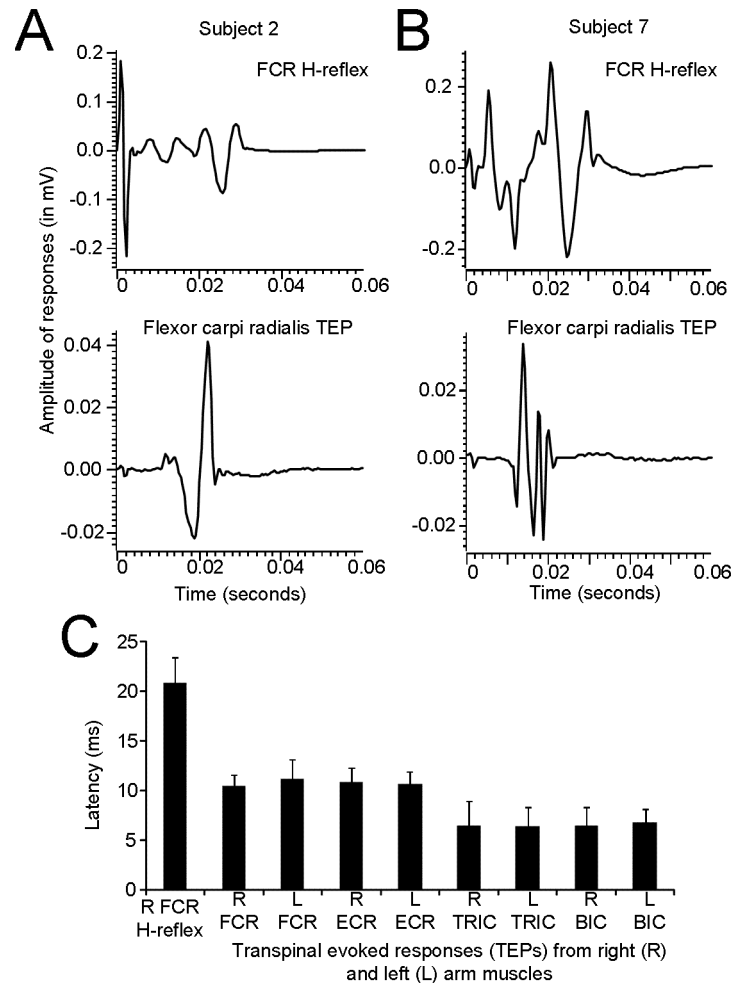 A
Subject 2
B
Subject 7
FCR H-reflex
FCR H-reflex
0.2
0.1
0.0
-0.1
-0.2
0 0.02 0.04 0.06
0.2
0.0
-0.2
0 0.02 0.04 0.06
Amplitude of responses (in mV)
Flexor carpi radialis TEP
0.04
0.02
0.00
-0.02
0 0.02 0.04 0.06
Time (seconds)
Flexor carpi radialis TEP
0.02
0.00
-0.02
0 0.02 0.04 0.06
Time (seconds)
C
Latency (ms)
25
20
15
10
5
0
R FCR
H-reflex
R
FCR
L
FCR
R
ECR
L
ECR
R
TRIC
L
TRIC
R
BIC
L
BIC
Transpinal evoked responses (TEPs) from right (R)
and left (L) arm muscles